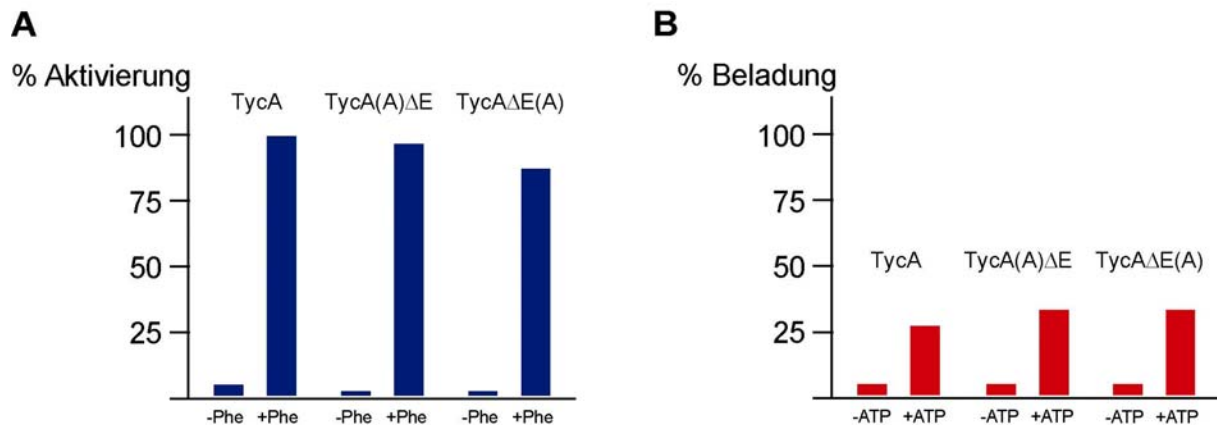 A
% Aktivierung
TycA TycA(A)ΔE TycAΔE(A)
100
75
50
25
-Phe +Phe -Phe +Phe -Phe +Phe
B
% Beladung
100
75
50
TycA TycA(A)ΔE TycAΔE(A)
25
-ATP +ATP -ATP +ATP -ATP +ATP